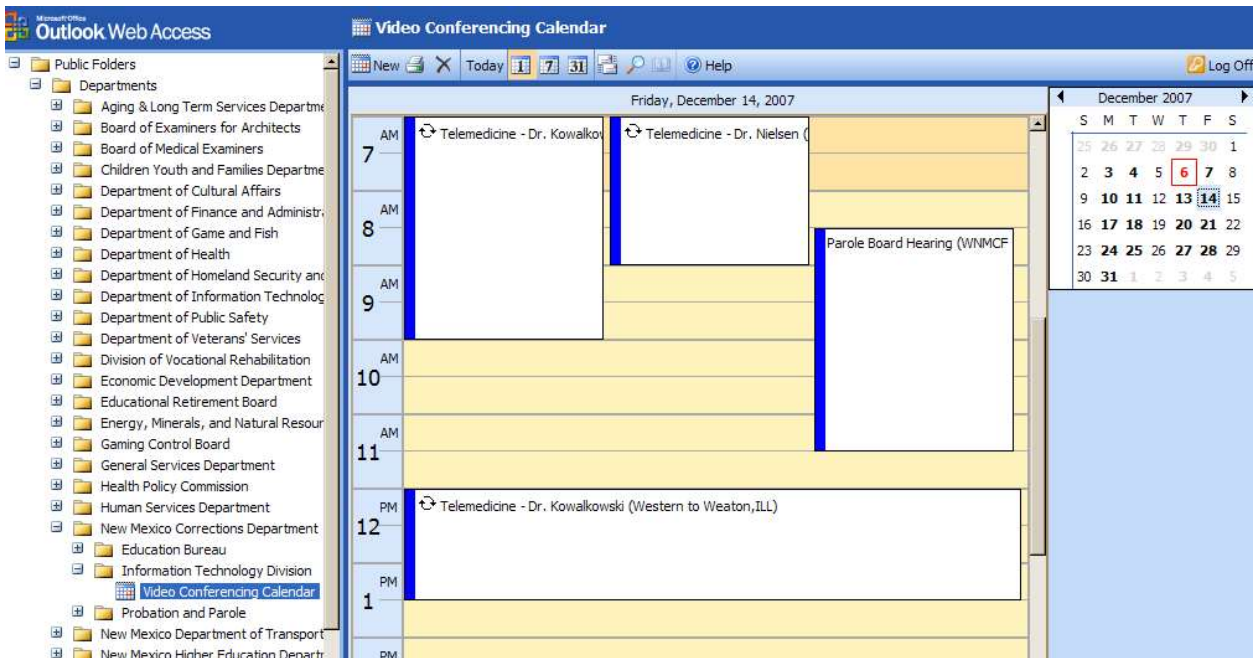 Microsoft Office
Outlook Web Access
Video Conferencing Calendar
New Today 1 7 31 Help Log Off
Public Folders
Departments
Aging & Long Term Services Departme
Board of Examiners for Architects
Board of Medical Examiners
Children Youth and Families Departme
Department of Cultural Affairs
Department of Finance and Administr
Department of Game and Fish
Department of Health
Department of Homeland Security and
Department of Information Technolog
Department of Public Safety
Department of Veterans' Services
Division of Vocational Rehabilitation
Economic Development Department
Educational Retirement Board
Energy, Minerals, and Natural Resour
Gaming Control Board
General Services Department
Health Policy Commission
Human Services Department
New Mexico Corrections Department
Education Bureau
Information Technology Division
Video Conferencing Calendar
Probation and Parole
New Mexico Department of Transport
New Mexico Higher Education Departr
Friday, December 14, 2007
7 AM
Telemedicine - Dr. Kowalkov
Telemedicine - Dr. Nielsen (
8 AM
Parole Board Hearing (WNMCF
9 AM
10 AM
11 AM
12 PM
Telemedicine - Dr. Kowalkowski (Western to Weaton,ILL)
1 PM
PM
December 2007
S M T W T F S
25 26 27 28 29 30 1
2 3 4 5 6 7 8
9 10 11 12 13 14 15
16 17 18 19 20 21 22
23 24 25 26 27 28 29
30 31 1 2 3 4 5